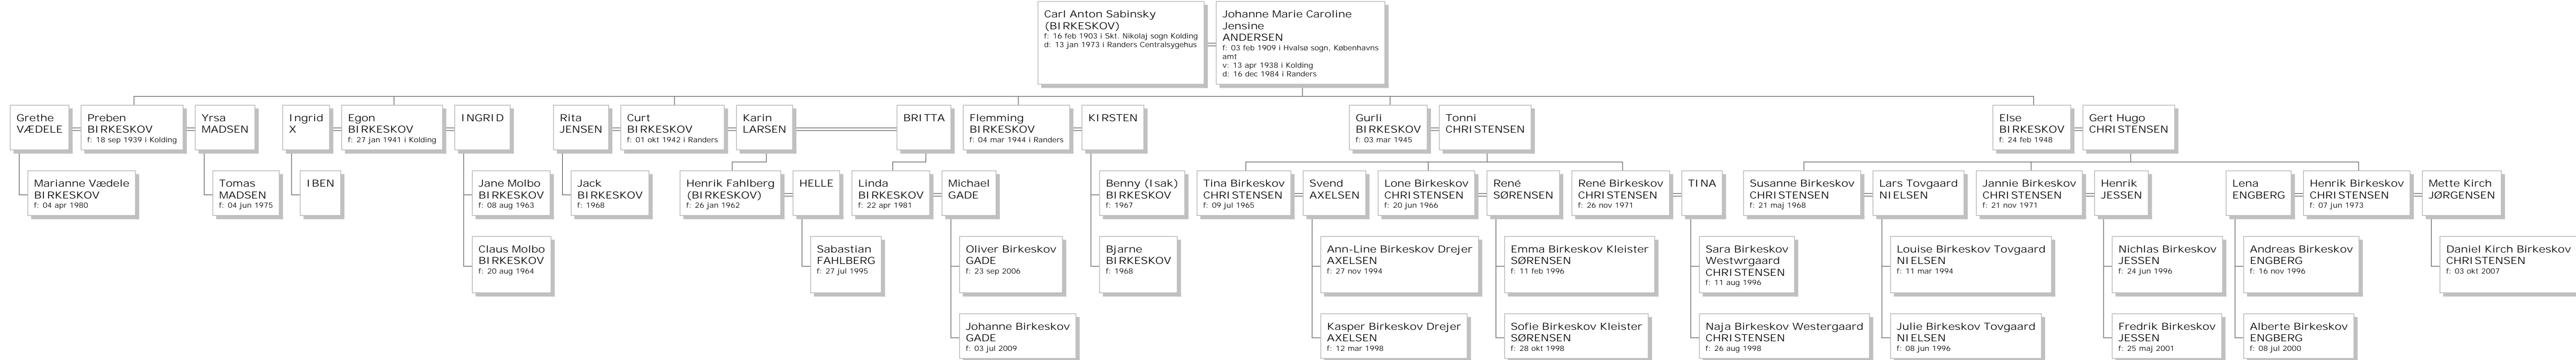 Carl Anton Sabinsky
(BIRKESKOV)
f: 16 feb 1903 i Skt. Nikolaj sogn Kolding
d: 13 jan 1973 i Randers Centralsygehus
Johanne Marie Caroline
Jensine
ANDERSEN
f: 03 feb 1909 i Hvalsø sogn, Københavns
amt
v: 13 apr 1938 i Kolding
d: 16 dec 1984 i Randers
Grethe
VÆDELE
Preben
BIRKESKOV
f: 18 sep 1939 i Kolding
Yrsa
MADSEN
Ingrid
X
Egon
BIRKESKOV
f: 27 jan 1941 i Kolding
INGRID
Rita
JENSEN
Curt
BIRKESKOV
f: 01 okt 1942 i Randers
Karin
LARSEN
BRITTA
Flemming
BIRKESKOV
f: 04 mar 1944 i Randers
KIRSTEN
Gurli
BIRKESKOV
f: 03 mar 1945
Tonni
CHRISTENSEN
Else
BIRKESKOV
f: 24 feb 1948
Gert Hugo
CHRISTENSEN
Marianne Vædele
BIRKESKOV
f: 04 apr 1980
Tomas
MADSEN
f: 04 jun 1975
IBEN
Jane Molbo
BIRKESKOV
f: 08 aug 1963
Jack
BIRKESKOV
f: 1968
Henrik Fahlberg
(BIRKESKOV)
f: 26 jan 1962
HELLE
Linda
BIRKESKOV
f: 22 apr 1981
Michael
GADE
Benny (Isak)
BIRKESKOV
f: 1967
Tina Birkeskov
CHRISTENSEN
f: 09 jul 1965
Svend
AXELSEN
Lone Birkeskov
CHRISTENSEN
f: 20 jun 1966
René
SØRENSEN
René Birkeskov
CHRISTENSEN
f: 26 nov 1971
TINA
Susanne Birkeskov
CHRISTENSEN
f: 21 maj 1968
Lars Tovgaard
NIELSEN
Jannie Birkeskov
CHRISTENSEN
f: 21 nov 1971
Henrik
JESSEN
Lena
ENGBERG
Henrik Birkeskov
CHRISTENSEN
f: 07 jun 1973
Mette Kirch
JØRGENSEN
Claus Molbo
BIRKESKOV
f: 20 aug 1964
Sabastian
FAHLBERG
f: 27 jul 1995
Oliver Birkeskov
GADE
f: 23 sep 2006
Bjarne
BIRKESKOV
f: 1968
Ann-Line Birkeskov Drejer
AXELSEN
f: 27 nov 1994
Emma Birkeskov Kleister
SØRENSEN
f: 11 feb 1996
Sara Birkeskov
Westwrgaard
CHRISTENSEN
f: 11 aug 1996
Louise Birkeskov Tovgaard
NIELSEN
f: 11 mar 1994
Nichlas Birkeskov
JESSEN
f: 24 jun 1996
Andreas Birkeskov
ENGBERG
f: 16 nov 1996
Daniel Kirch Birkeskov
CHRISTENSEN
f: 03 okt 2007
Johanne Birkeskov
GADE
f: 03 jul 2009
Kasper Birkeskov Drejer
AXELSEN
f: 12 mar 1998
Sofie Birkeskov Kleister
SØRENSEN
f: 28 okt 1998
Naja Birkeskov Westergaard
CHRISTENSEN
f: 26 aug 1998
Julie Birkeskov Tovgaard
NIELSEN
f: 08 jun 1996
Fredrik Birkeskov
JESSEN
f: 25 maj 2001
Alberte Birkeskov
ENGBERG
f: 08 jul 2000